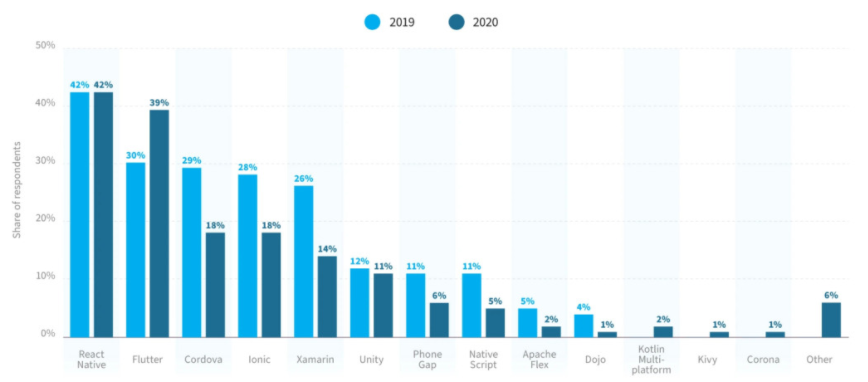 2019 2020
50%
40%
30%
20%
10%
0%
Share of respondents
42% 42%
30% 39%
29% 18%
28% 18%
26% 14%
12% 11%
11% 6%
11% 5%
5% 2%
4% 1%
2%
1%
1%
6%
React
Native
Flutter
Cordova
Ionic
Xamarin
Unity
Phone
Gap
Native
Script
Apache
Flex
Dojo
Kotlin
Multi-
platform
Kivy
Corona
Other